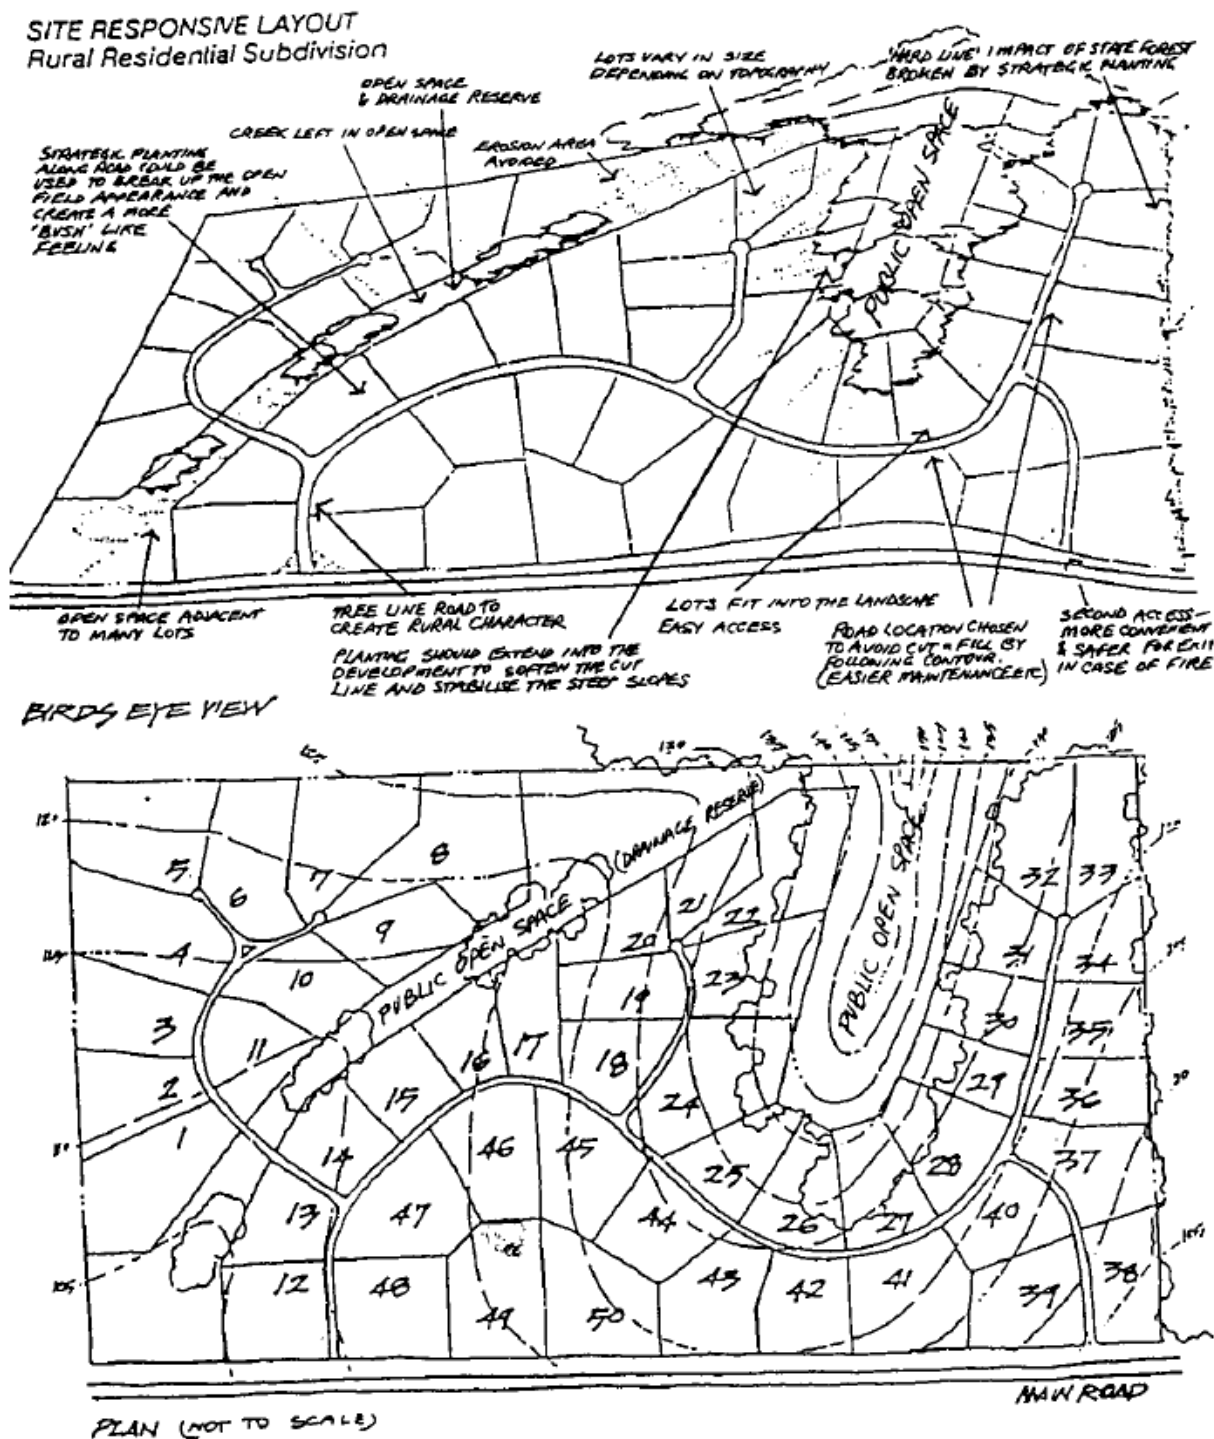 SITE RESPONSIVE LAYOUT
Rural Residential Subdivision
OPEN SPACE
& DRAINAGE RESERVE
LOTS VARY IN SIZE
DEPENDING ON TOPOGRAPHY
'HARD LINE' IMPACT OF STATE FOREST
BROKEN BY STRATEGIC PLANTING
CREEK LEFT IN OPEN SPACE
EROSION AREA
AVOIDED
STRATEGIC PLANTING
ALONG ROAD COULD BE
USED TO BREAK UP THE OPEN
FIELD APPEARANCE AND
CREATE A MORE
'BUSH' LIKE
FEELING
PUBLIC OPEN SPACE
OPEN SPACE ADJACENT
TO MANY LOTS
TREE LINE ROAD TO
CREATE RURAL CHARACTER
PLANTING SHOULD EXTEND INTO THE
DEVELOPMENT TO SOFTEN THE CUT
LINE AND STABILISE THE STEEP SLOPES
LOTS FIT INTO THE LANDSCAPE
EASY ACCESS
ROAD LOCATION CHOSEN
TO AVOID CUT & FILL BY
FOLLOWING CONTOUR.
(EASIER MAINTENANCE ETC)
SECOND ACCESS -
MORE CONVENIENT
& SAFER FOR EXIT
IN CASE OF FIRE
BIRDS EYE VIEW
PUBLIC OPEN SPACE
(DRAINAGE RESERVE)
PUBLIC OPEN SPACE
1
2
3
4
5
6
7
8
9
10
11
12
13
14
15
16
17
18
19
20
21
22
23
24
25
26
27
28
29
30
31
32
33
34
35
36
37
38
39
40
41
42
43
44
45
46
47
48
49
50
MAIN ROAD
PLAN (NOT TO SCALE)